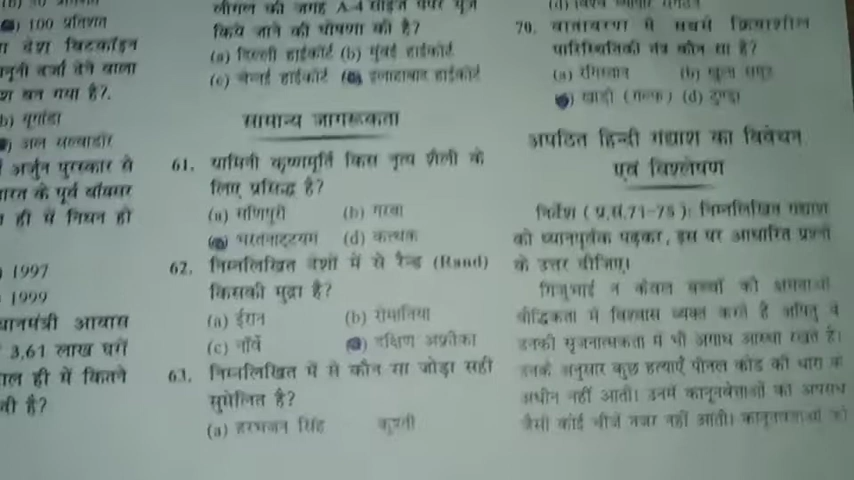 100 प्रतिशत
देश बिटकॉइन
दर्जा देने वाला
बन गया है?
(b) यूगांडा
अल सल्वाडोर
अर्जुन पुरस्कार से
भारत के पूर्व बॉक्सर
ही में निधन हो
1997
1999
आवास
3.61 लाख घरों
हाल ही में कितने
है?
लीगल की जगह A-4 साइज पेपर यूज
किये जाने की घोषणा की है?
(a) दिल्ली हाईकोर्ट (b) मुंबई हाईकोर्ट
(c) चेन्नई हाईकोर्ट इलाहाबाद हाईकोर्ट
सामान्य जागरूकता
61. यामिनी कृष्णमूर्ति किस नृत्य शैली के
लिए प्रसिद्ध है?
(a) मणिपुरी (b) गरबा
भरतनाट्यम (d) कत्थक
62. निम्नलिखित देशों में से रैन्ड (Rand)
किसकी मुद्रा है?
(a) ईरान (b) रोमानिया
(c) नॉर्वे दक्षिण अफ्रीका
63. निम्नलिखित में से कौन सा जोड़ा सही
सुमेलित है?
(a) हरभजन सिंह कुश्ती
70. वातावरण में सबसे क्रियाशील
पारिस्थितिकी तंत्र कौन सा है?
(a) रेगिस्तान (b) खुला समुद्र
खाड़ी (गल्फ) (d) टुण्ड्रा
अपठित हिन्दी गद्याश का विवेचन
एवं विश्लेषण
निर्देश (प्र.सं.71-75): निम्नलिखित गद्यांश
को ध्यानपूर्वक पढ़कर, इस पर आधारित प्रश्नों
के उत्तर दीजिए।
गिजुभाई न केवल बच्चों की क्षमताओं
बौद्धिकता में विश्वास व्यक्त करते हैं अपितु वे
उनकी सृजनात्मकता में भी अगाध आस्था रखते हैं।
उनके अनुसार कुछ हत्याएँ पीनल कोड की धारा के
अधीन नहीं आती। उनमें कानूनवेत्ताओं का अपराध
जैसी कोई चीज नजर नहीं आती। कानूनवेत्ताओं को